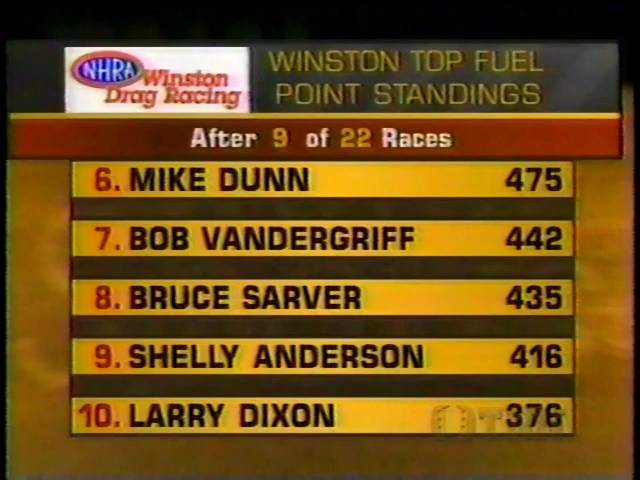 NHRA
Winston
Drag Racing
WINSTON TOP FUEL
POINT STANDINGS
After 9 of 22 Races
6. MIKE DUNN 475
7. BOB VANDERGRIFF 442
8. BRUCE SARVER 435
9. SHELLY ANDERSON 416
10. LARRY DIXON 376